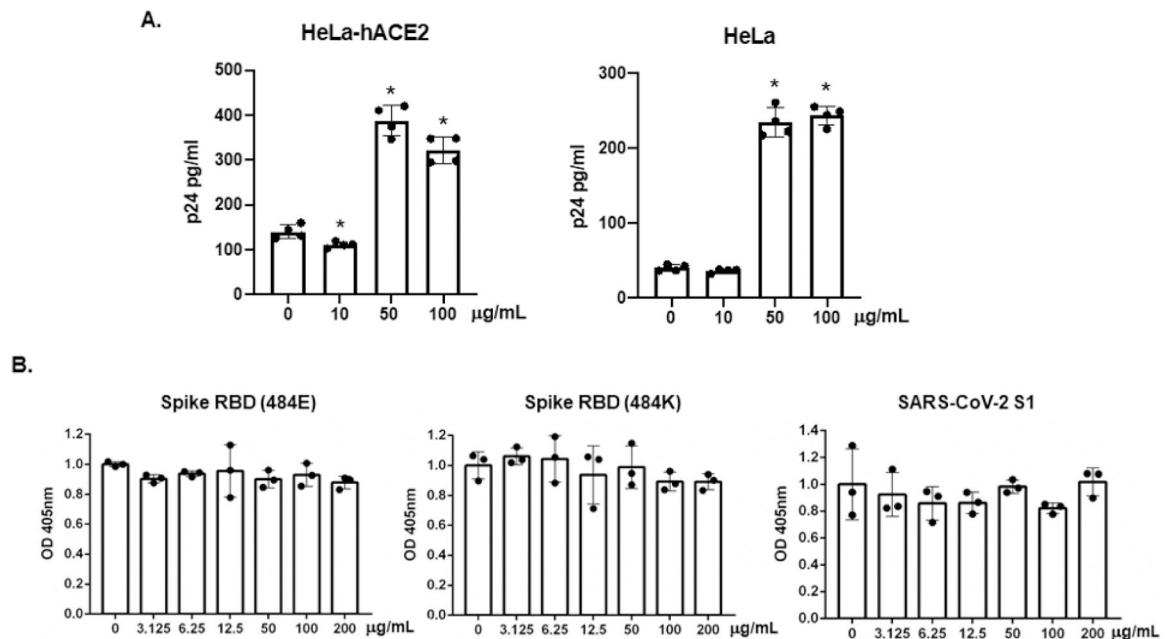 A.
HeLa-hACE2
HeLa
500
400
300
200
100
0
p24 pg/ml
*
*
*
0 10 50 100 μg/mL
300
200
100
0
p24 pg/ml
*
*
0 10 50 100 μg/mL
B.
Spike RBD (484E)
Spike RBD (484K)
SARS-CoV-2 S1
1.2
1.0
0.8
0.6
0.4
0.2
0.0
OD 405nm
0 3.125 6.25 12.5 50 100 200 μg/mL
1.2
1.0
0.8
0.6
0.4
0.2
0.0
OD 405nm
0 3.125 6.25 12.5 50 100 200 μg/mL
1.4
1.2
1.0
0.8
0.6
0.4
0.2
0.0
OD 405nm
0 3.125 6.25 12.5 50 100 200 μg/mL